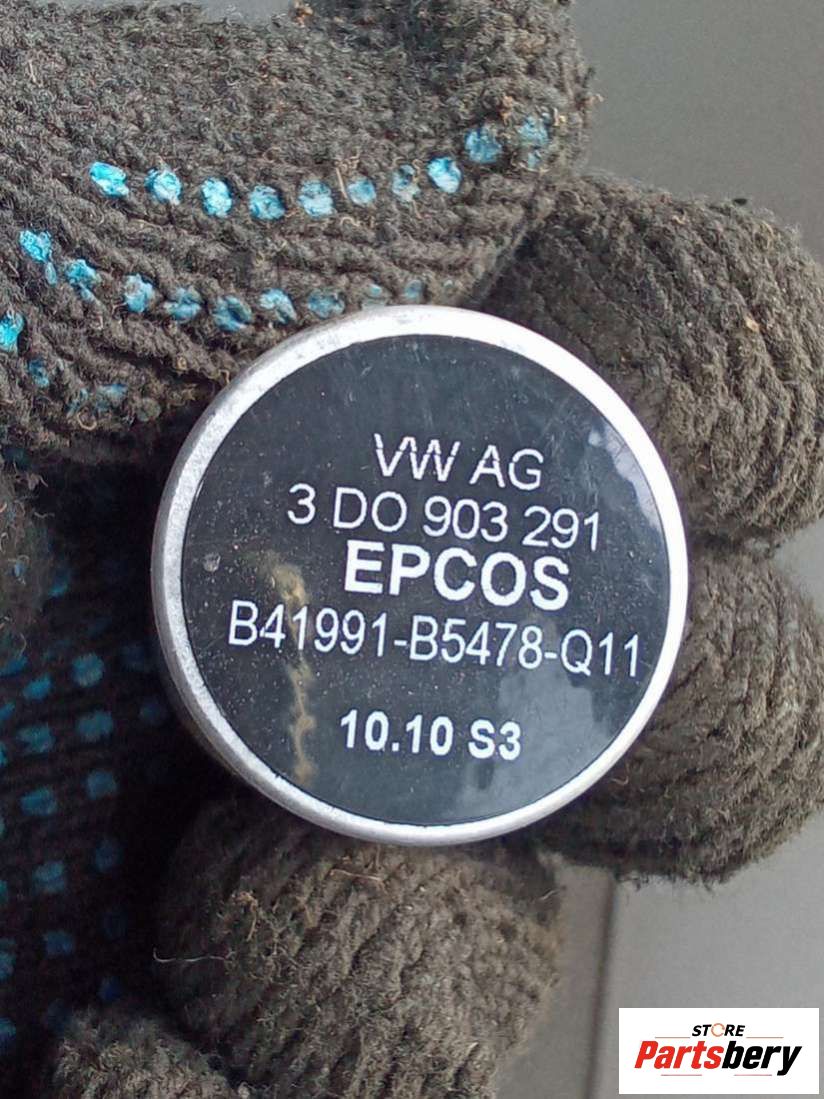 VW AG
3 DO 903 291
EPCOS
B41991-B5478-Q11
10.10 S3
STORE
Partsbery